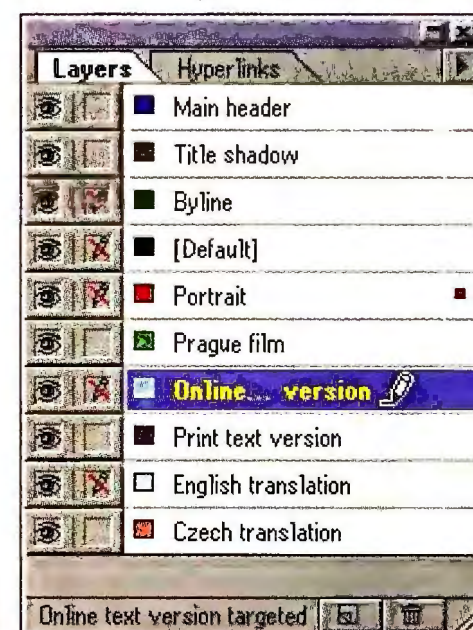 Layers Hyperlinks
Main header
Title shadow
Byline
[Default]
Portrait
Prague film
Online... version
Print text version
English translation
Czech translation
Online text version targeted